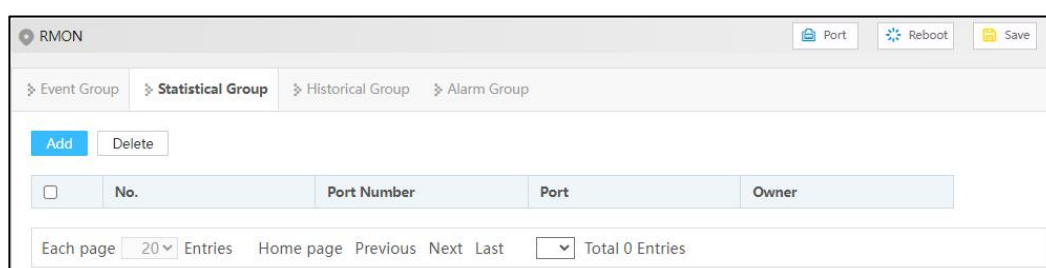 RMON Port Reboot Save
Event Group Statistical Group Historical Group Alarm Group
Add Delete
No. Port Number Port Owner
Each page 20 Entries Home page Previous Next Last Total 0 Entries